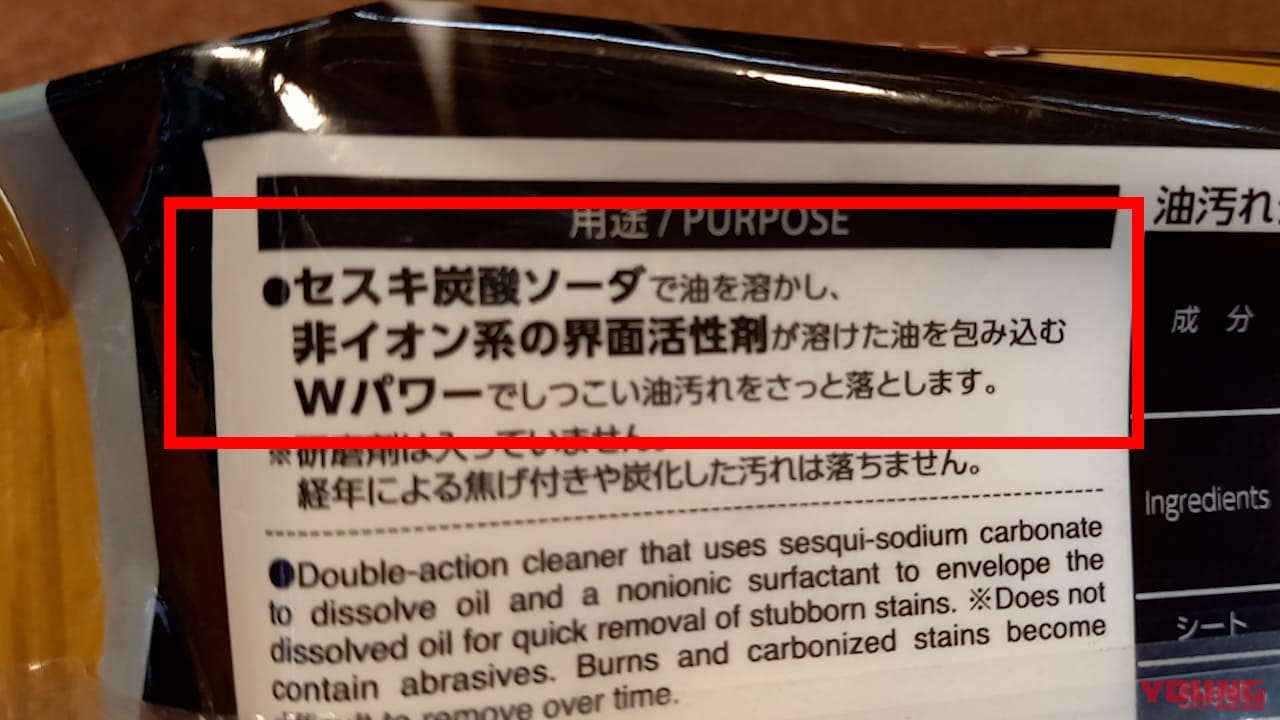 用途 / PURPOSE
●セスキ炭酸ソーダで油を溶かし、
非イオン系の界面活性剤が溶けた油を包み込む
Wパワーでしつこい油汚れをさっと落とします。
※研磨剤は入っていません。
経年による焦げ付きや炭化した汚れは落ちません。
●Double-action cleaner that uses sesqui-sodium carbonate
to dissolve oil and a nonionic surfactant to envelope the
dissolved oil for quick removal of stubborn stains. ※Does not
contain abrasives. Burns and carbonized stains become
difficult to remove over time.
油汚れ
成 分
Ingredients
シート
Sheet